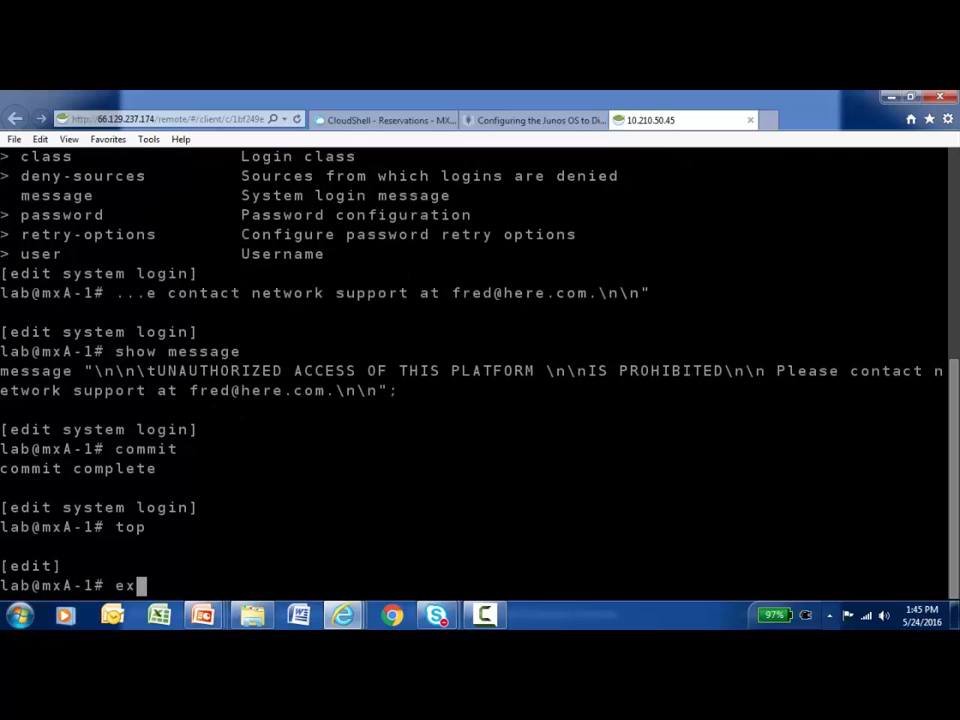 http://66.129.237.174/remote/#/client/c/1bf249e
CloudShell - Reservations - MX...
Configuring the Junos OS to Di...
10.210.50.45
File Edit View Favorites Tools Help
> class Login class
> deny-sources Sources from which logins are denied
message System login message
> password Password configuration
> retry-options Configure password retry options
> user Username
[edit system login]
lab@mxA-1# ...e contact network support at fred@here.com.\n\n"
[edit system login]
lab@mxA-1# show message
message "\n\n\tUNAUTHORIZED ACCESS OF THIS PLATFORM \n\nIS PROHIBITED\n\n Please contact n
etwork support at fred@here.com.\n\n";
[edit system login]
lab@mxA-1# commit
commit complete
[edit system login]
lab@mxA-1# top
[edit]
lab@mxA-1# ex
97%
1:45 PM
5/24/2016